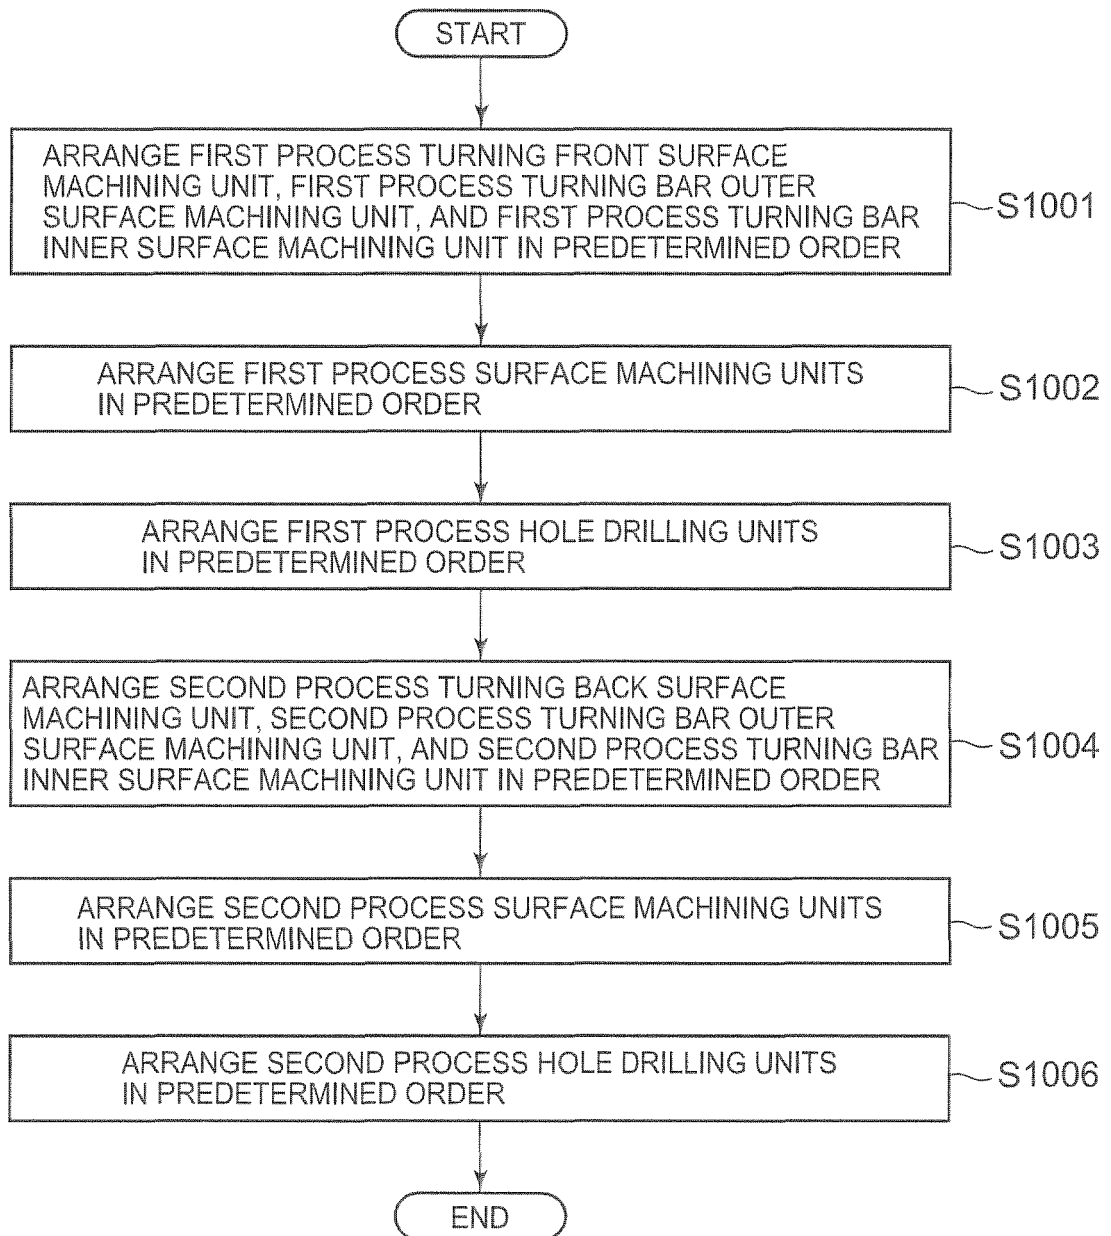 START
ARRANGE FIRST PROCESS TURNING FRONT SURFACE
MACHINING UNIT, FIRST PROCESS TURNING BAR OUTER
SURFACE MACHINING UNIT, AND FIRST PROCESS TURNING BAR
INNER SURFACE MACHINING UNIT IN PREDETERMINED ORDER
S1001
ARRANGE FIRST PROCESS SURFACE MACHINING UNITS
IN PREDETERMINED ORDER
S1002
ARRANGE FIRST PROCESS HOLE DRILLING UNITS
IN PREDETERMINED ORDER
S1003
ARRANGE SECOND PROCESS TURNING BACK SURFACE
MACHINING UNIT, SECOND PROCESS TURNING BAR OUTER
SURFACE MACHINING UNIT, AND SECOND PROCESS TURNING BAR
INNER SURFACE MACHINING UNIT IN PREDETERMINED ORDER
S1004
ARRANGE SECOND PROCESS SURFACE MACHINING UNITS
IN PREDETERMINED ORDER
S1005
ARRANGE SECOND PROCESS HOLE DRILLING UNITS
IN PREDETERMINED ORDER
S1006
END